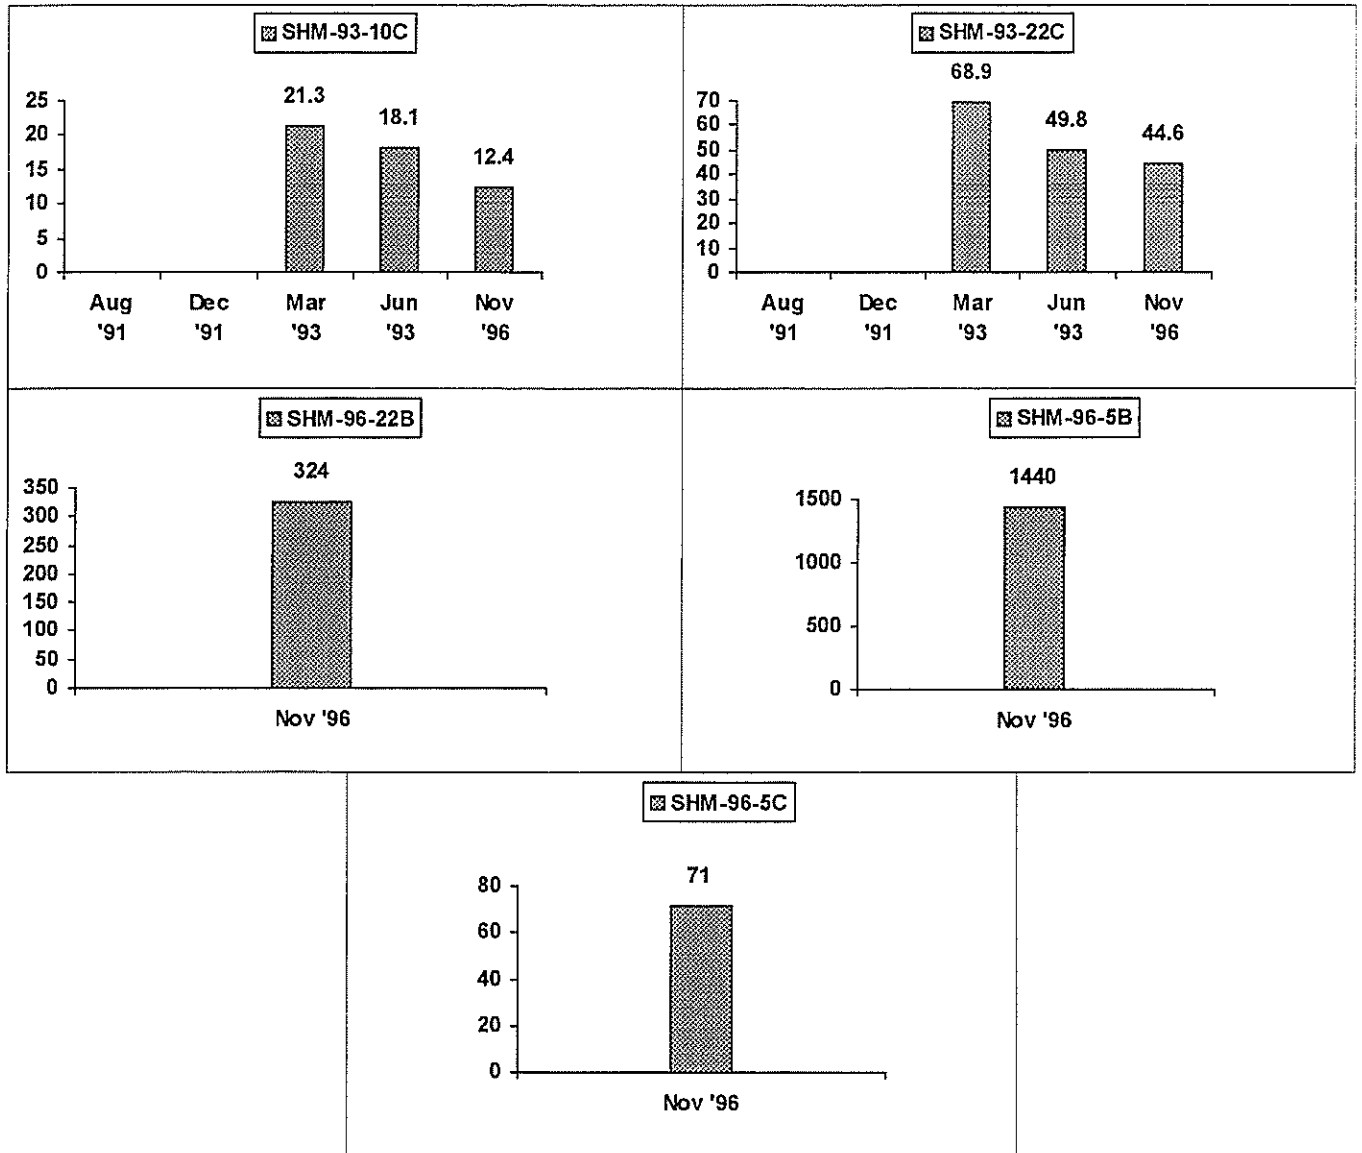 SHM-93-10C
21.3
18.1
12.4
25
20
15
10
5
0
Aug '91
Dec '91
Mar '93
Jun '93
Nov '96
SHM-93-22C
68.9
49.8
44.6
70
60
50
40
30
20
10
0
Aug '91
Dec '91
Mar '93
Jun '93
Nov '96
SHM-96-22B
324
350
300
250
200
150
100
50
0
Nov '96
SHM-96-5B
1440
1500
1000
500
0
Nov '96
SHM-96-5C
71
80
60
40
20
0
Nov '96